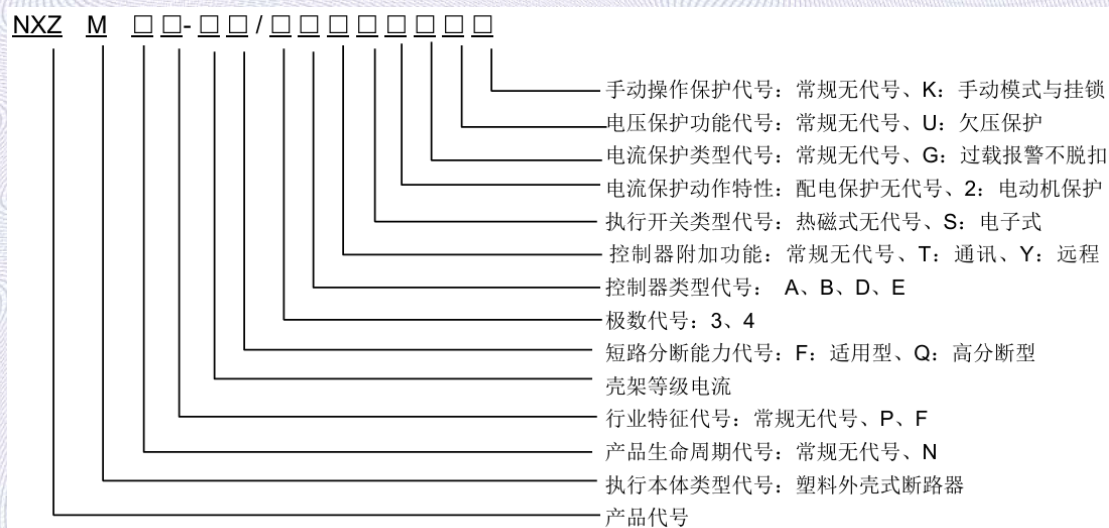 NXZ M □ □-□ □/□ □ □ □ □ □ □ □
手动操作保护代号：常规无代号、K：手动模式与挂锁
电压保护功能代号：常规无代号、U：欠压保护
电流保护类型代号：常规无代号、G：过载报警不脱扣
电流保护动作特性：配电保护无代号、2：电动机保护
执行开关类型代号：热磁式无代号、S：电子式
控制器附加功能：常规无代号、T：通讯、Y：远程
控制器类型代号： A、B、D、E
极数代号：3、4
短路分断能力代号：F：适用型、Q：高分断型
壳架等级电流
行业特征代号：常规无代号、P、F
产品生命周期代号：常规无代号、N
执行本体类型代号：塑料外壳式断路器
产品代号